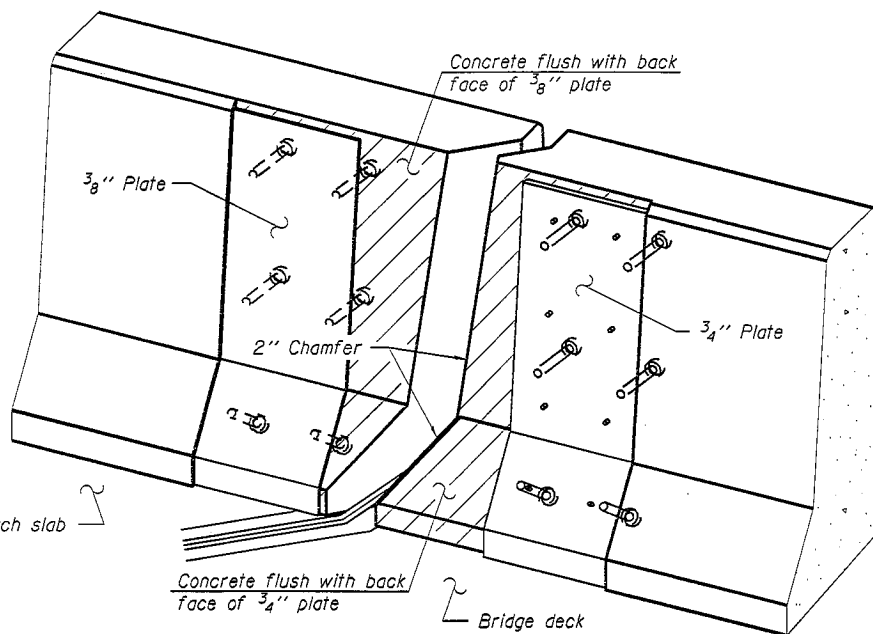 Concrete flush with back
face of 3/8" plate
3/8" Plate
3/4" Plate
2" Chamfer
ch slab
Concrete flush with back
face of 3/4" plate
Bridge deck